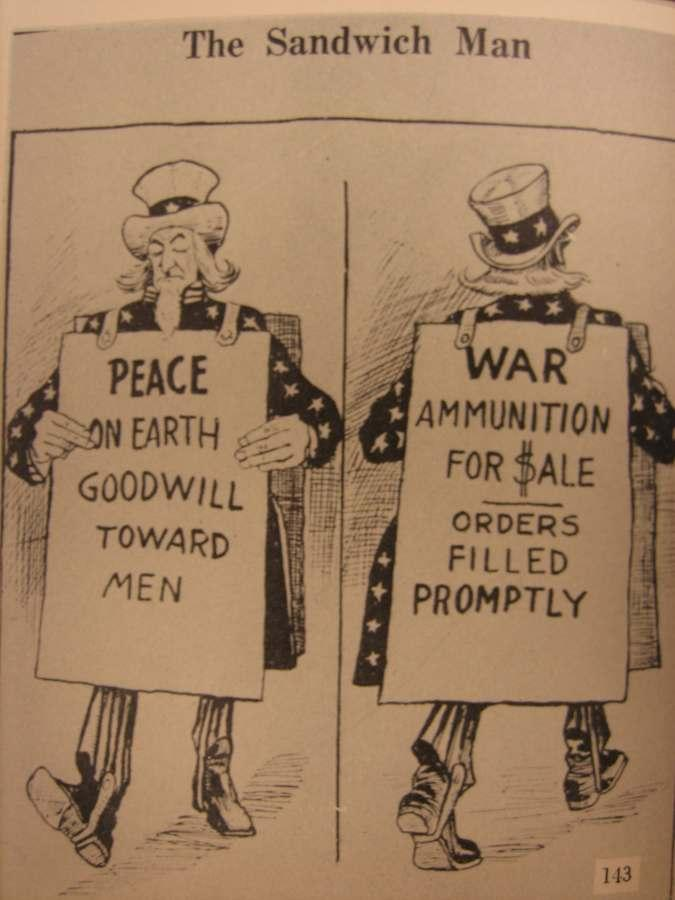 The Sandwich Man
PEACE
ON EARTH
GOODWILL
TOWARD
MEN
WAR
AMMUNITION
FOR $ALE
ORDERS
FILLED
PROMPTLY
143